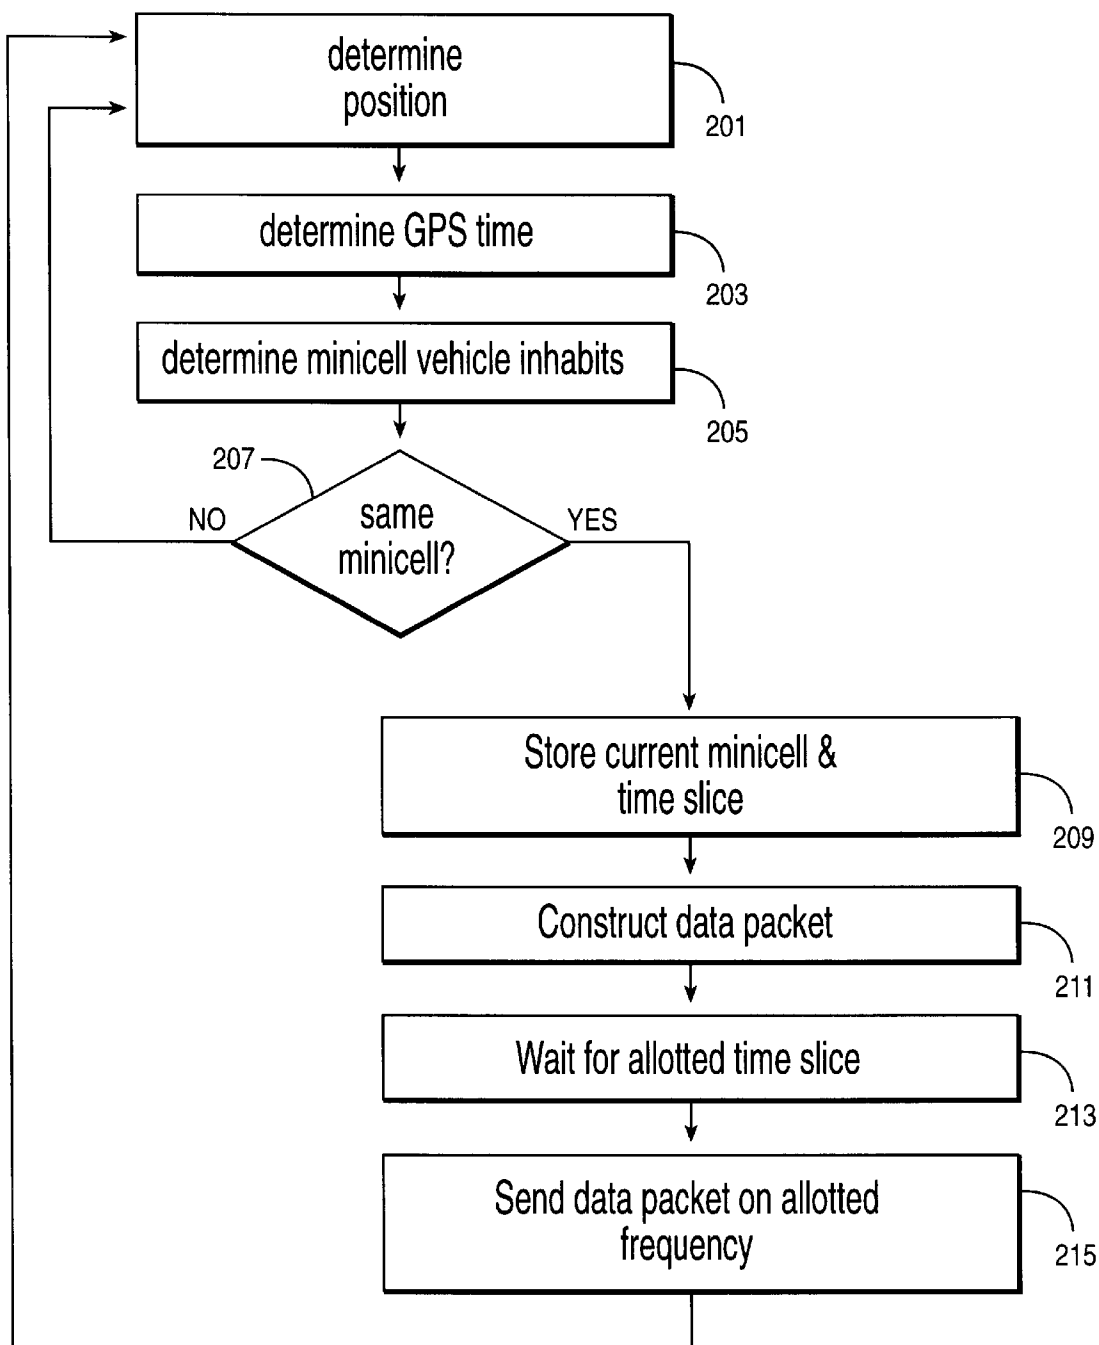 determine
position
201
determine GPS time
203
determine minicell vehicle inhabits
205
207
NO
same
minicell?
YES
Store current minicell &
time slice
209
Construct data packet
211
Wait for allotted time slice
213
Send data packet on allotted
frequency
215